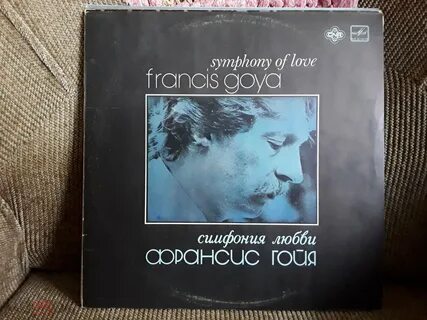 symphony of love
francis goya
симфония любви
франсис гойя